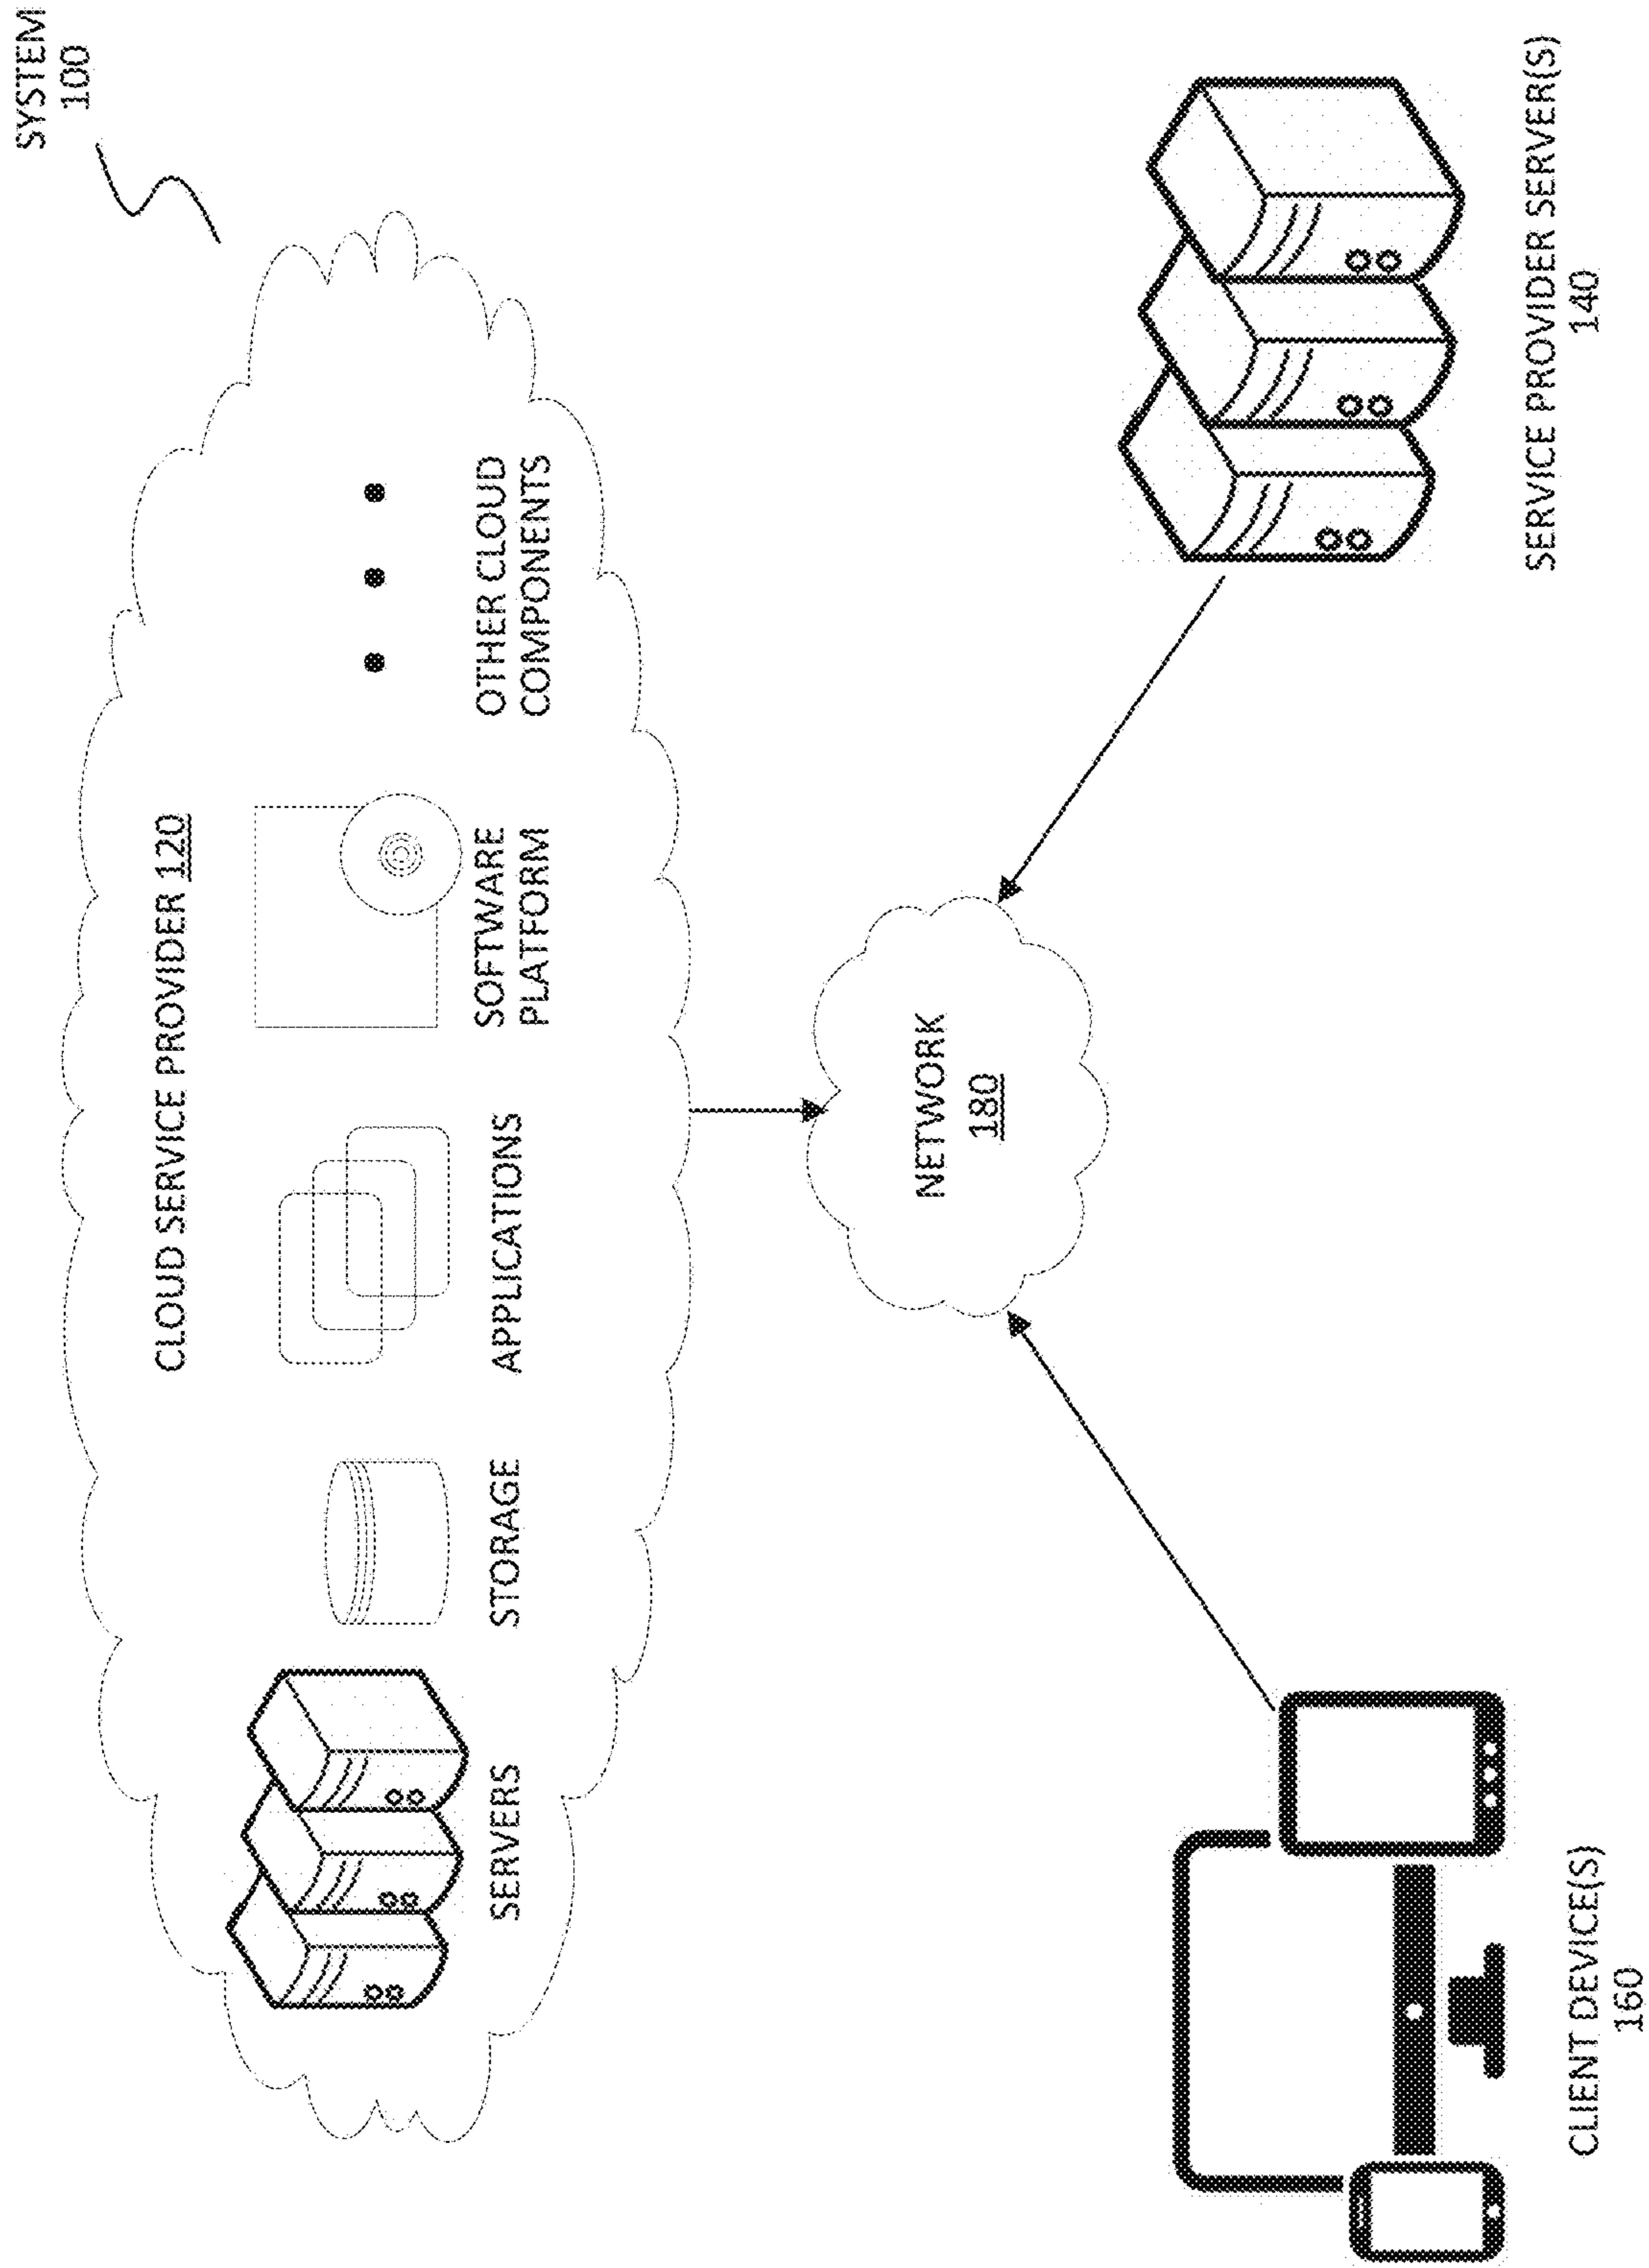 SYSTEM
100
CLOUD SERVICE PROVIDER 120
SERVERS
STORAGE
APPLICATIONS
SOFTWARE
PLATFORM
OTHER CLOUD
COMPONENTS
NETWORK
180
CLIENT DEVICE(S)
160
SERVICE PROVIDER SERVER(S)
140